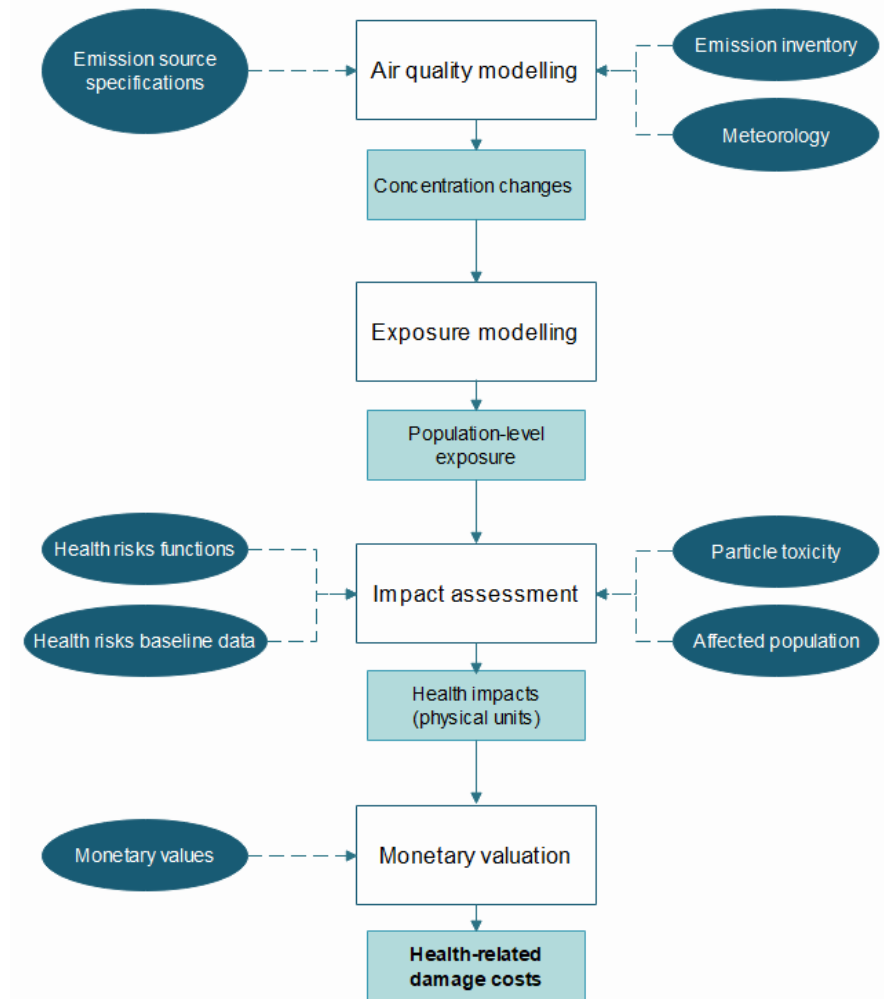 Emission source
specifications
Air quality modelling
Emission inventory
Meteorology
Concentration changes
Exposure modelling
Population-level
exposure
Health risks functions
Health risks baseline data
Impact assessment
Particle toxicity
Affected population
Health impacts
(physical units)
Monetary values
Monetary valuation
Health-related
damage costs